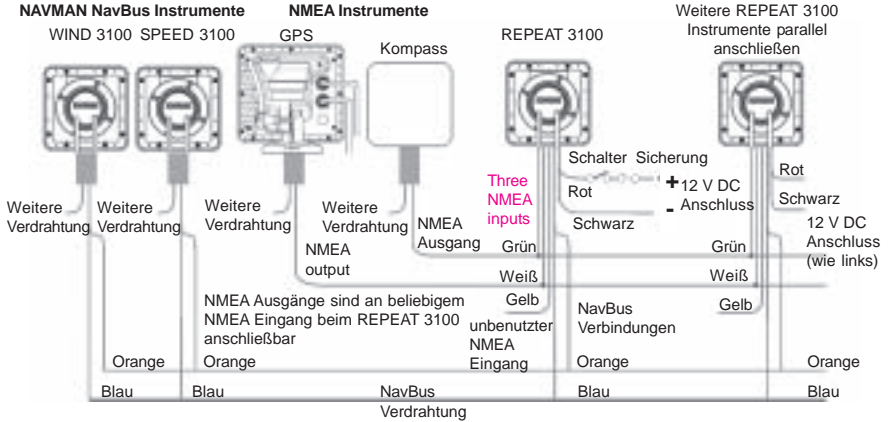 NAVMAN NavBus Instrumente
NMEA Instrumente
Weitere REPEAT 3100
Instrumente parallel
anschließen
WIND 3100
SPEED 3100
GPS
Kompass
REPEAT 3100
Schalter
Sicherung
Rot
+
-
12 V DC
Anschluss
Schwarz
Rot
Schwarz
12 V DC
Anschluss
(wie links)
Three
NMEA
inputs
Weitere
Verdrahtung
Weitere
Verdrahtung
Weitere
Verdrahtung
Weitere
Verdrahtung
NMEA
Ausgang
NMEA
output
Grün
Grün
Weiß
Weiß
Gelb
Gelb
NMEA Ausgänge sind an beliebigem
NMEA Eingang beim REPEAT 3100
anschließbar
unbenutzter
NMEA
Eingang
NavBus
Verbindungen
Orange
Orange
Orange
Orange
Blau
Blau
NavBus
Verdrahtung
Blau
Blau